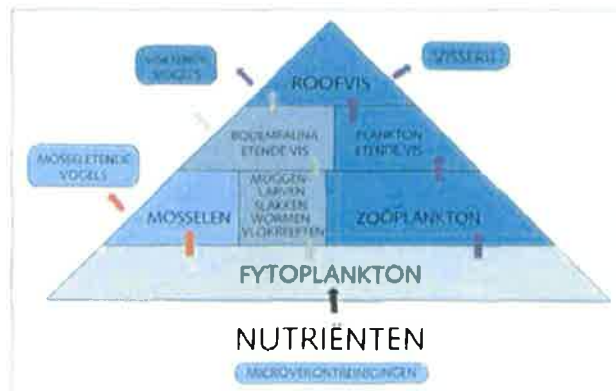 VISETENDE
VOGELS
VISSERIJ
ROOFVIS
BODEMFAUNA
ETENDE VIS
PLANKTON
ETENDE VIS
MOSSELETENDE
VOGELS
MOSSELEN
MUGGEN-
LARVEN
SLAKKEN
WORMEN
VLOKREEFTEN
ZOÖPLANKTON
FYTOPLANKTON
NUTRIËNTEN
MICROVERONTREINIGINGEN